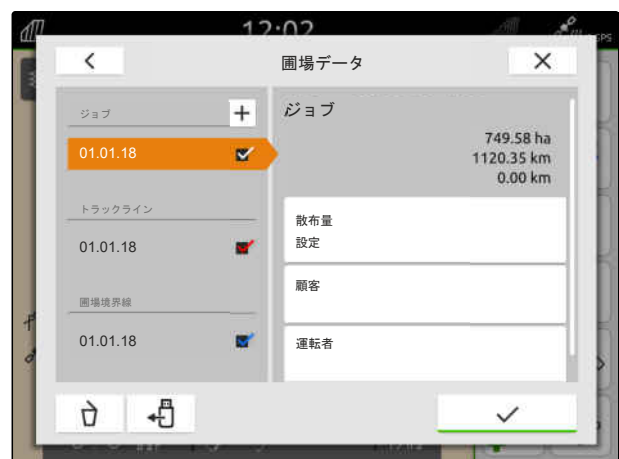 12:02
GPS
圃場データ
ジョブ
01.01.18
トラックライン
01.01.18
圃場境界線
01.01.18
ジョブ
749.58 ha
1120.35 km
0.00 km
散布量
設定
顧客
運転者